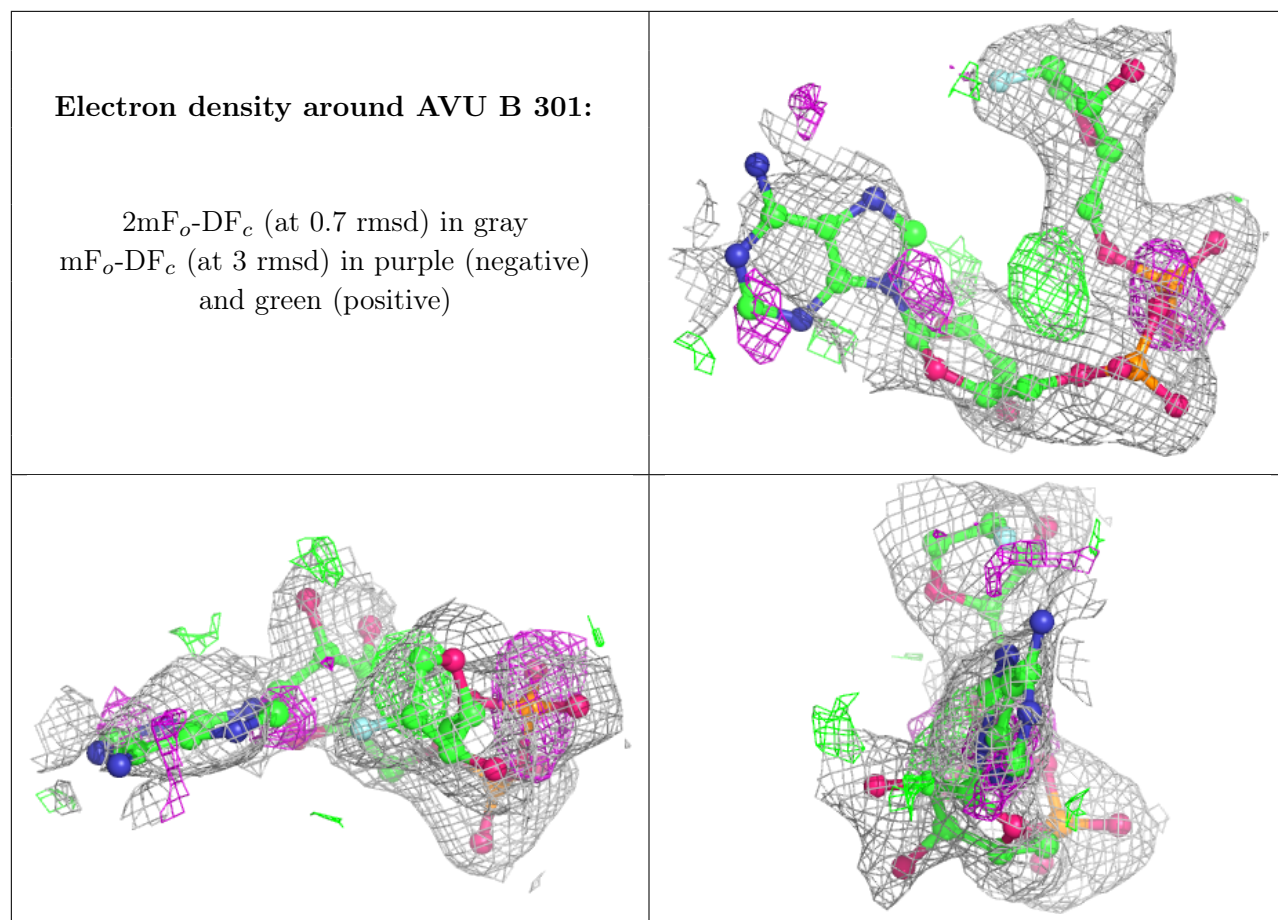 Electron density around AVU B 301:
2mFo-DFc (at 0.7 rmsd) in gray
mFo-DFc (at 3 rmsd) in purple (negative)
and green (positive)